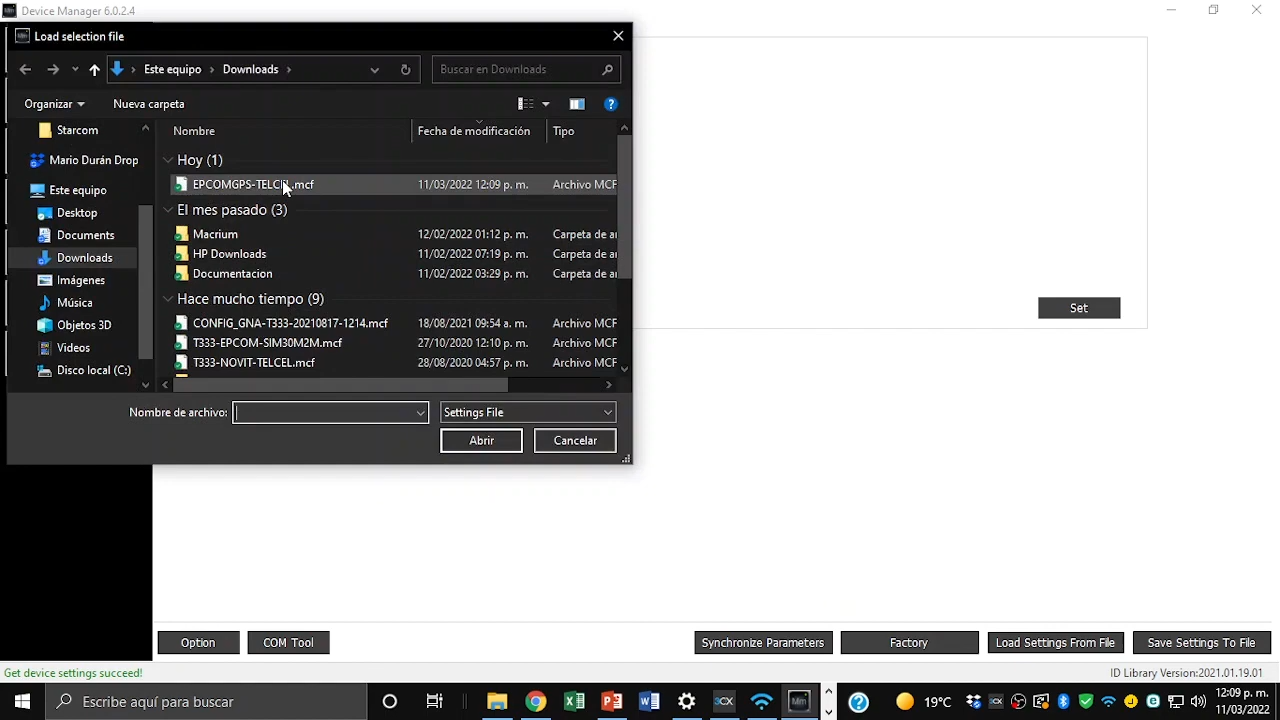 Device Manager 6.0.2.4
Load selection file
Este equipo > Downloads >
Buscar en Downloads
Organizar
Nueva carpeta
Nombre
Fecha de modificación
Tipo
Starcom
Mario Durán Drop
Este equipo
Desktop
Documents
Downloads
Imágenes
Música
Objetos 3D
Videos
Disco local (C:)
Hoy (1)
11/03/2022 12:09 p. m. Archivo MCF
El mes pasado (3)
Macrium 12/02/2022 01:12 p. m. Carpeta de ar
HP Downloads 11/02/2022 07:19 p. m. Carpeta de ar
Documentacion 11/02/2022 03:29 p. m. Carpeta de ar
Hace mucho tiempo (9)
CONFIG_GNA-T333-20210817-1214.mcf 18/08/2021 09:54 a. m. Archivo MCF
T333-EPCOM-SIM30M2M.mcf 27/10/2020 12:10 p. m. Archivo MCF
T333-NOVIT-TELCEL.mcf 28/08/2020 04:57 p. m. Archivo MCF
Nombre de archivo:
Settings File
Abrir
Cancelar
Set
Option
COM Tool
Synchronize Parameters
Factory
Load Settings From File
Save Settings To File
Get device settings succeed!
ID Library Version:2021.01.19.01
Escribe aquí para buscar
3CX
19°C
12:09 p. m.
11/03/2022